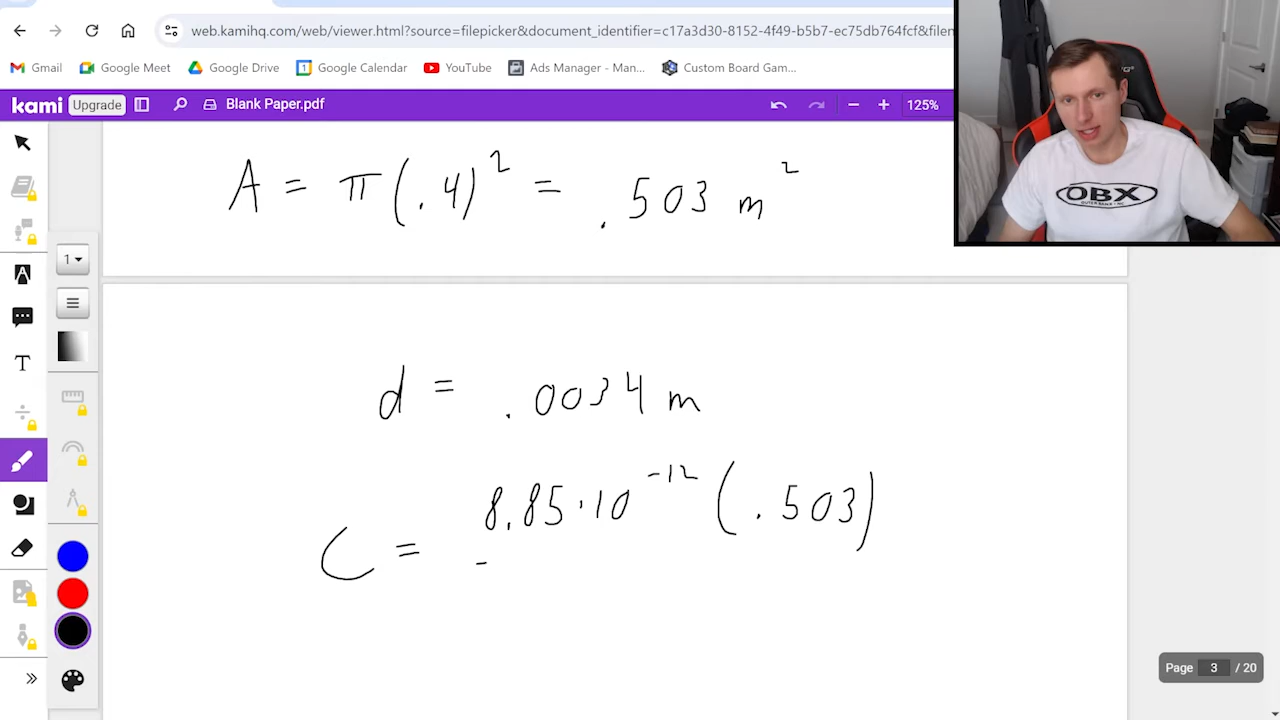 web.kamihq.com/web/viewer.html?source=filepicker&document_identifier=c17a3d30-8152-4f49-b5b7-ec75db764fcf&filen
Gmail Google Meet Google Drive Google Calendar YouTube Ads Manager - Man... Custom Board Gam...
kami Upgrade Blank Paper.pdf 125%
OBX
A = π(.4)² = .503 m²
1
d = .0034 m
C = 8.85·10⁻¹² (.503)
Page 3 / 20